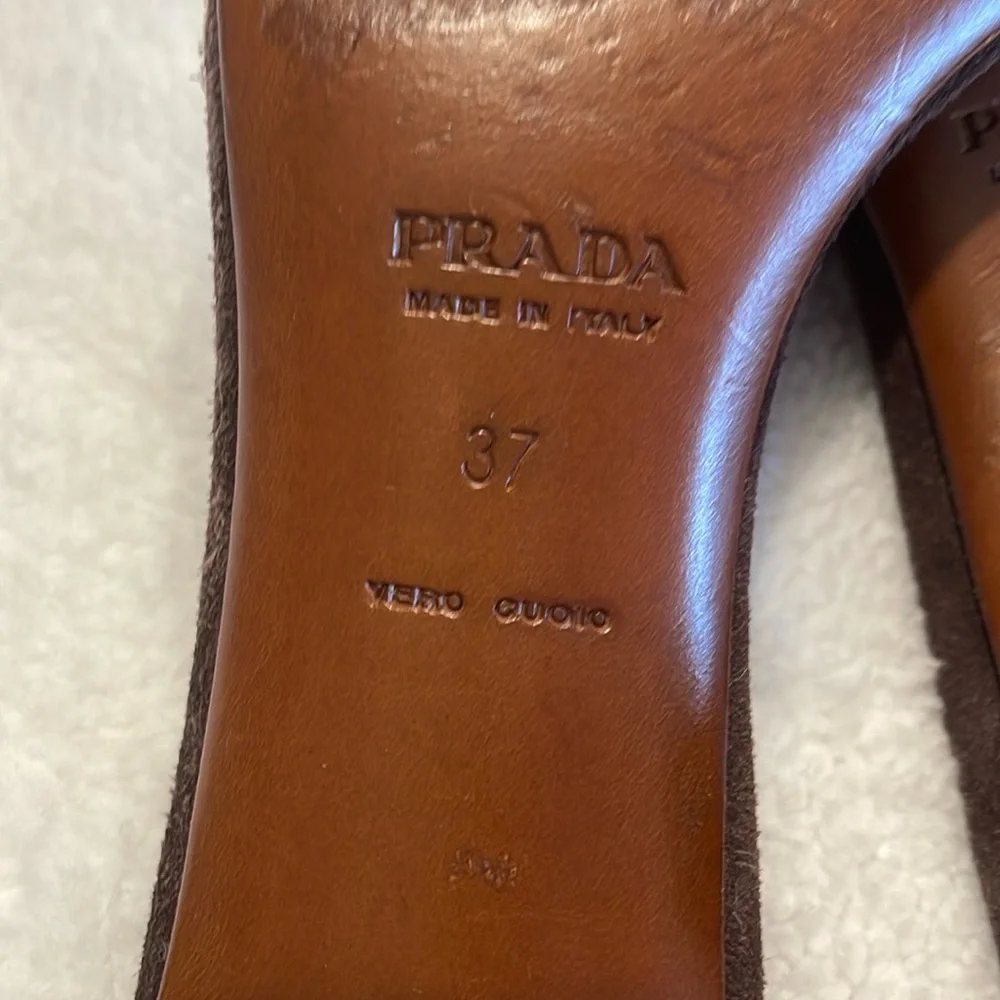 PRADA
MADE IN ITALY
37
VERO CUOIO